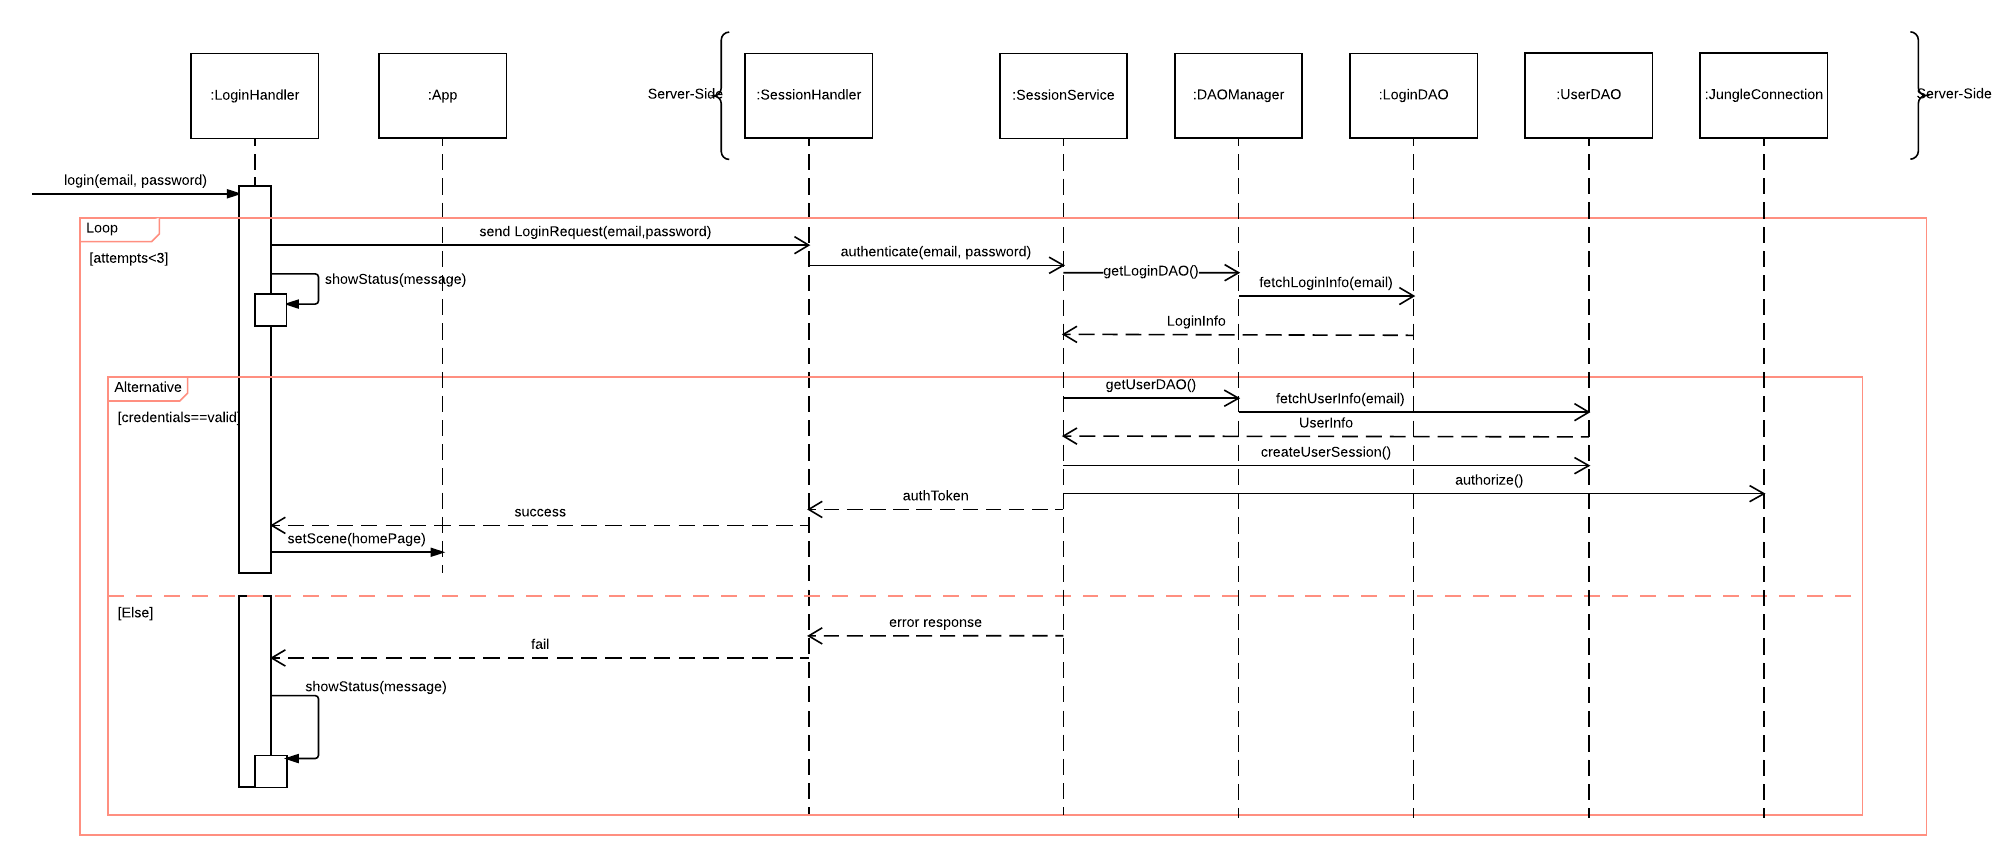 :LoginHandler
:App
Server-Side
:SessionHandler
:SessionService
:DAOManager
:LoginDAO
:UserDAO
:JungleConnection
Server-Side
login(email, password)
Loop
send LoginRequest(email,password)
[attempts<3]
authenticate(email, password)
getLoginDAO()
showStatus(message)
fetchLoginInfo(email)
LoginInfo
Alternative
getUserDAO()
fetchUserInfo(email)
[credentials==valid]
UserInfo
createUserSession()
authorize()
authToken
success
setScene(homePage)
[Else]
error response
fail
showStatus(message)